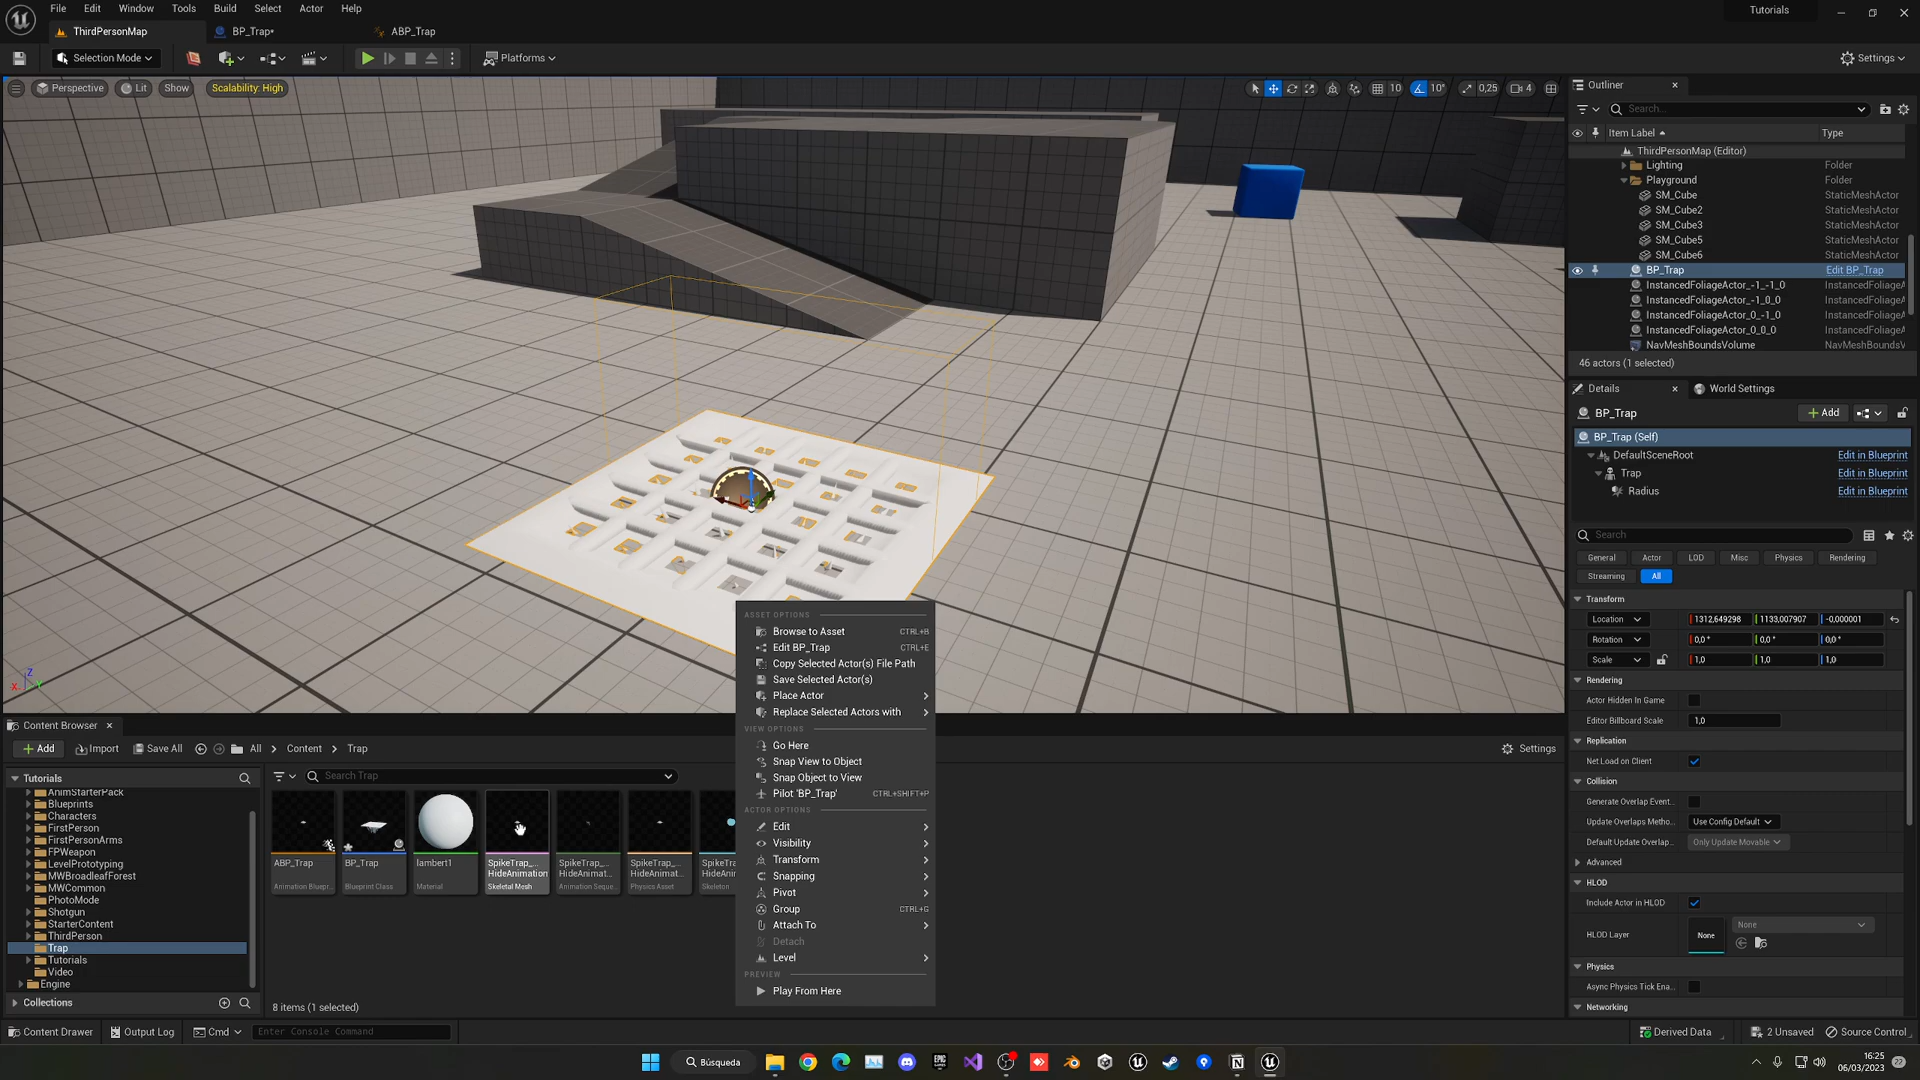 File Edit Window Tools Build Select Actor Help
Tutorials
ThirdPersonMap
BP_Trap*
ABP_Trap
Selection Mode
Platforms
Settings
Perspective
Lit
Show
Scalability: High
10
10°
0,25
4
Outliner
Search...
Item Label
Type
ThirdPersonMap (Editor)
Lighting
Folder
Playground
Folder
SM_Cube
StaticMeshActor
SM_Cube2
StaticMeshActor
SM_Cube3
StaticMeshActor
SM_Cube5
StaticMeshActor
SM_Cube6
StaticMeshActor
BP_Trap
Edit BP_Trap
InstancedFoliageActor_-1_-1_0
InstancedFoliageA
InstancedFoliageActor_-1_0_0
InstancedFoliageA
InstancedFoliageActor_0_-1_0
InstancedFoliageA
InstancedFoliageActor_0_0_0
InstancedFoliageA
NavMeshBoundsVolume
NavMeshBoundsV
46 actors (1 selected)
Details
World Settings
BP_Trap
Add
BP_Trap (Self)
DefaultSceneRoot
Edit in Blueprint
Trap
Edit in Blueprint
Radius
Edit in Blueprint
Search
General
Actor
LOD
Misc
Physics
Rendering
Streaming
All
Transform
Location
1312,649298
1133,007907
-0,000001
Rotation
0,0 °
0,0 °
0,0 °
Scale
1,0
1,0
1,0
Rendering
Actor Hidden In Game
Editor Billboard Scale
1,0
Replication
Net Load on Client
Collision
Generate Overlap Event...
Update Overlaps Metho...
Use Config Default
Default Update Overlap...
Only Update Movable
Advanced
HLOD
Include Actor in HLOD
HLOD Layer
None
None
Physics
Async Physics Tick Ena...
Networking
ASSET OPTIONS
Browse to Asset
CTRL+B
Edit BP_Trap
CTRL+E
Copy Selected Actor(s) File Path
Save Selected Actor(s)
Place Actor
Replace Selected Actors with
VIEW OPTIONS
Go Here
Snap View to Object
Snap Object to View
Pilot 'BP_Trap'
CTRL+SHIFT+P
ACTOR OPTIONS
Edit
Visibility
Transform
Snapping
Pivot
Group
CTRL+G
Attach To
Detach
Level
PREVIEW
Play From Here
Content Browser
Add
Import
Save All
All
Content
Trap
Settings
Tutorials
Search Trap
AnimStarterPack
Blueprints
Characters
FirstPerson
FirstPersonArms
FPWeapon
LevelPrototyping
MWBroadleafForest
MWCommon
PhotoMode
Shotgun
StarterContent
ThirdPerson
Trap
Tutorials
Video
Engine
Collections
ABP_Trap
Animation Bluepr...
BP_Trap
Blueprint Class
lambert1
Material
SpikeTrap_...
HideAnimation
Skeletal Mesh
SpikeTrap_...
HideAnimat...
Animation Seque...
SpikeTrap_...
HideAnimat...
Physics Asset
SpikeTra
HideAnimat
Skeleton
8 items (1 selected)
Content Drawer
Output Log
Cmd
Enter Console Command
Derived Data
2 Unsaved
Source Control
Búsqueda
16:25
06/03/2023
22
X
Z
Y